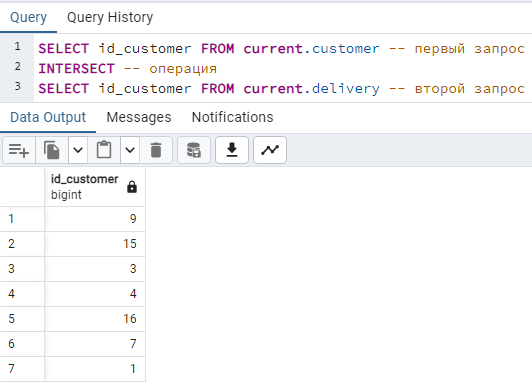 Query Query History
1 SELECT id_customer FROM current.customer -- первый запрос
2 INTERSECT -- операция
3 SELECT id_customer FROM current.delivery -- второй запрос
Data Output Messages Notifications
id_customer
bigint
1 9
2 15
3 3
4 4
5 16
6 7
7 1